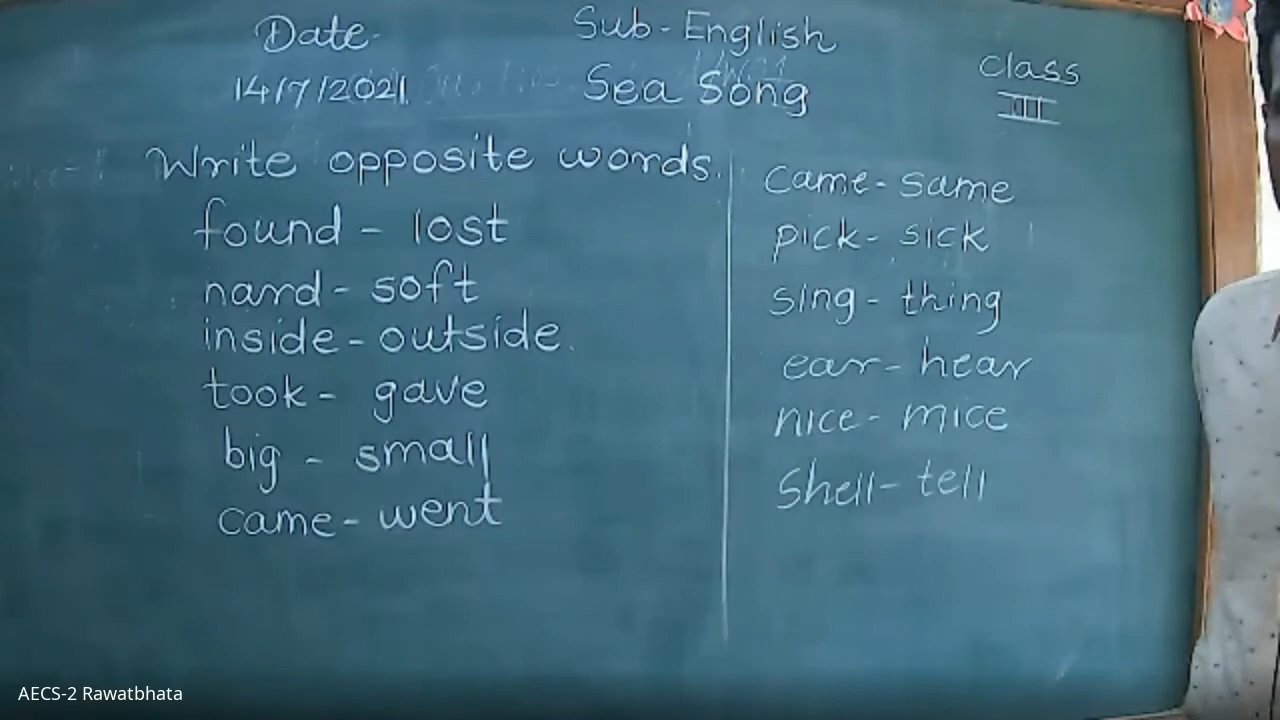 Date-
14/7/2021
Sub-English
Sea Song
Class
III
Write opposite words.
found - lost
hard - soft
inside - outside.
took - gave
big - small
came - went
came - same
pick - sick
sing - thing
ear - hear
nice - mice
Shell - tell
AECS-2 Rawatbhata